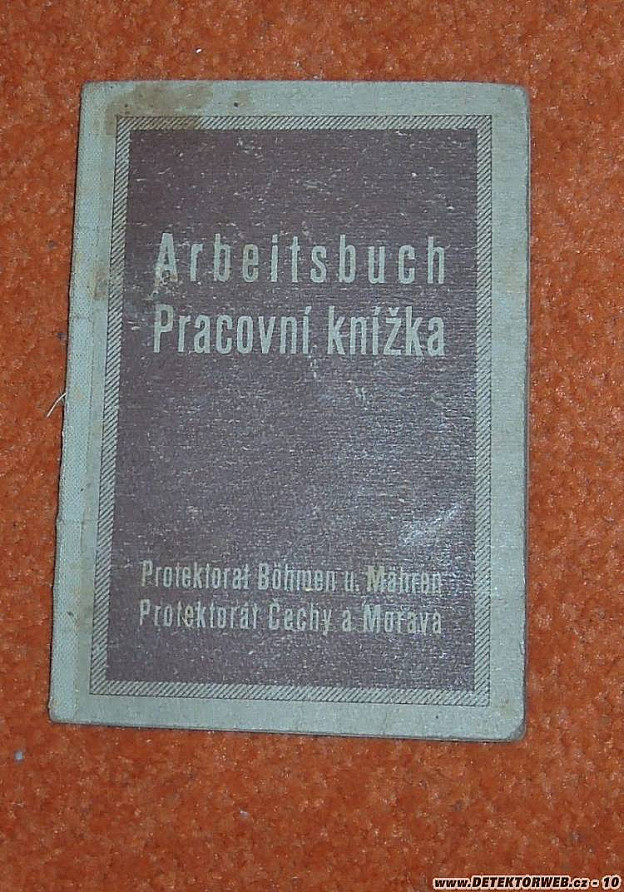 Arbeitsbuch
Pracovní knížka
Protektorat Böhmen u. Mähren
Protektorát Čechy a Morava
www.DETEKTORWEB.cz - 10